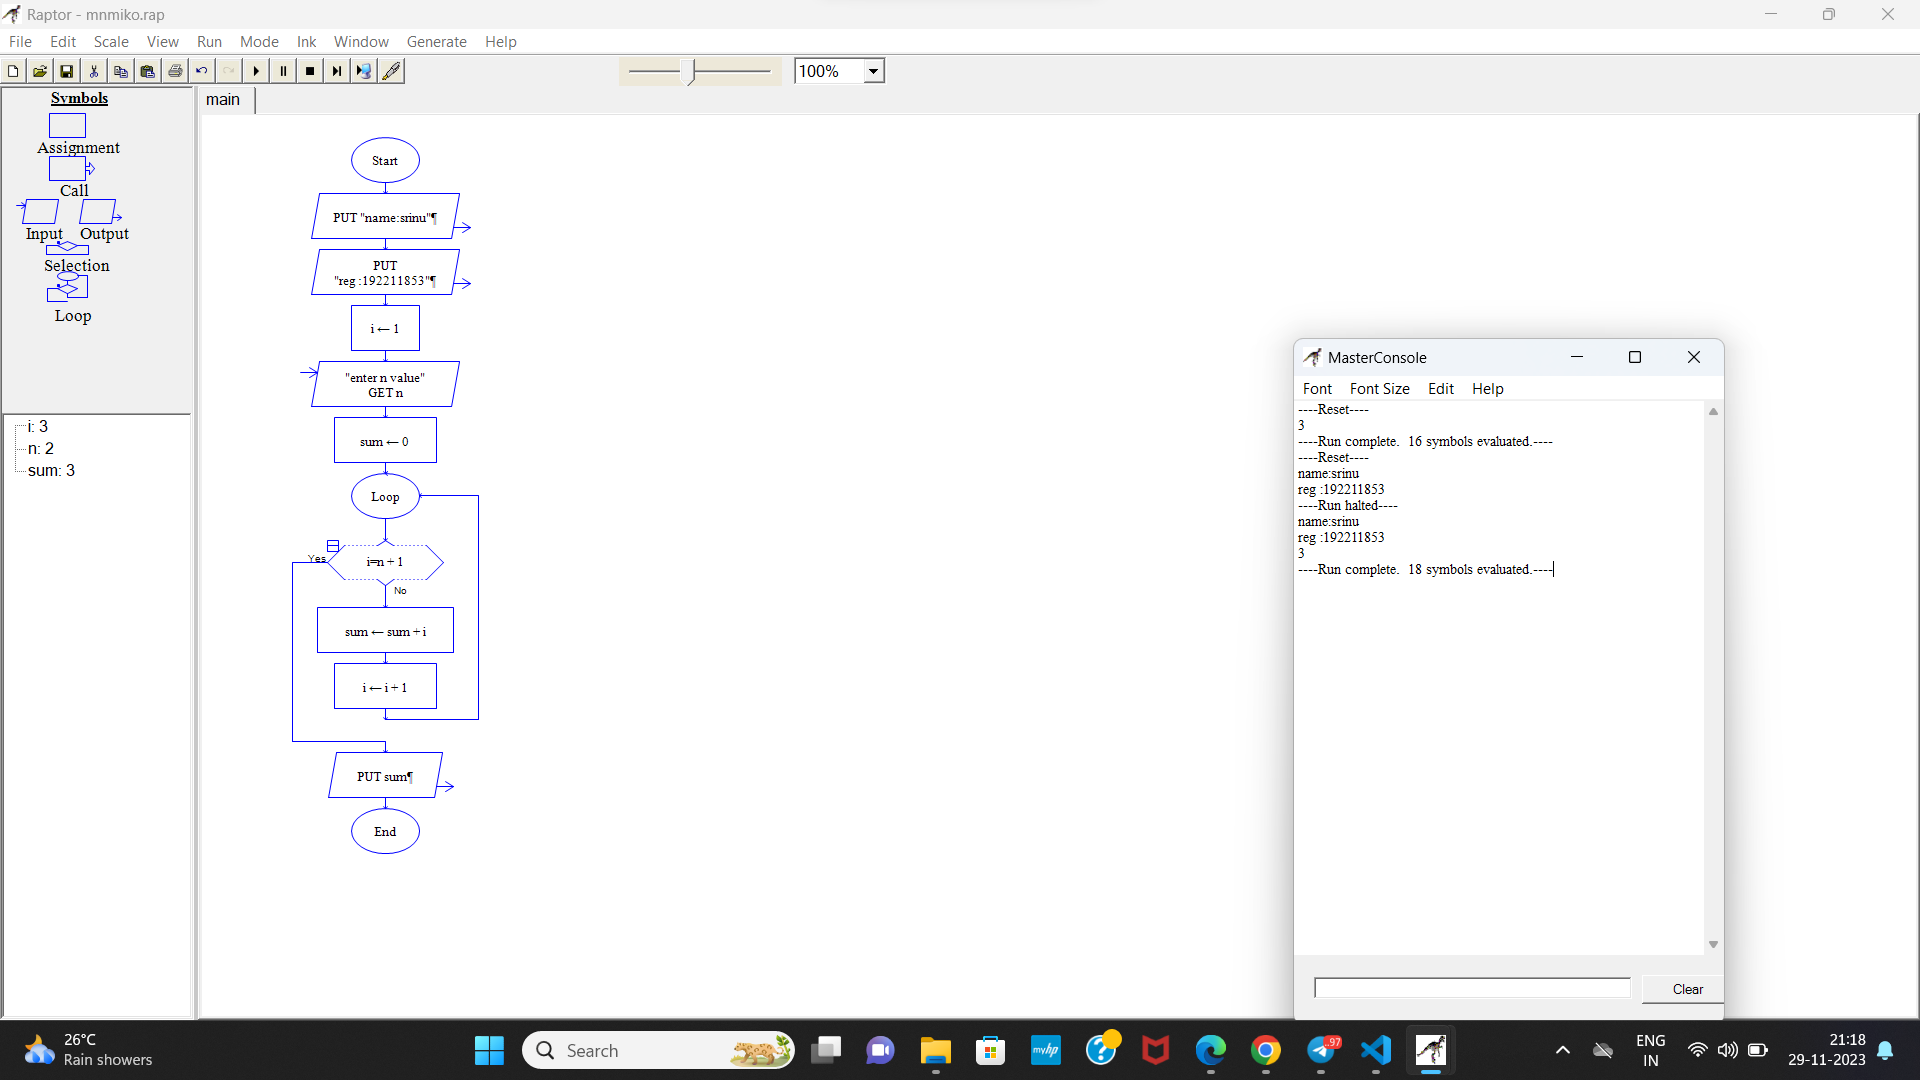 Raptor - mnmiko.rap
File Edit Scale View Run Mode Ink Window Generate Help
100%
Symbols
Assignment
Call
Input Output
Selection
Loop
i: 3
n: 2
sum: 3
main
Start
PUT "name:srinu"¶
PUT
"reg :192211853"¶
i ← 1
"enter n value"
GET n
sum ← 0
Loop
Yes
i=n + 1
No
sum ← sum + i
i ← i + 1
PUT sum¶
End
MasterConsole
Font Font Size Edit Help
----Reset----
3
----Run complete.  16 symbols evaluated.----
----Reset----
name:srinu
reg :192211853
----Run halted----
name:srinu
reg :192211853
3
----Run complete.  18 symbols evaluated.----
Clear
26°C
Rain showers
Search
myhp
97
ENG
IN
21:18
29-11-2023